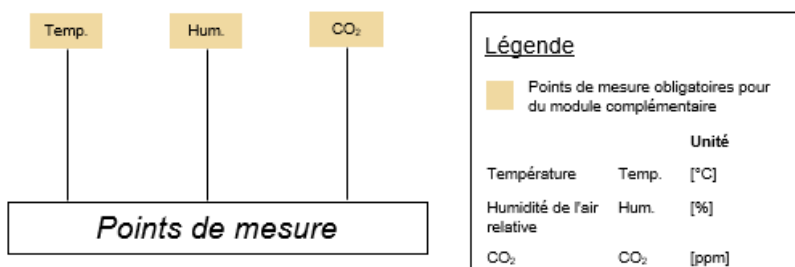 Temp.
Hum.
CO₂
Points de mesure
Légende
Points de mesure obligatoires pour
du module complémentaire
Unité
Température Temp. [°C]
Humidité de l'air Hum. [%]
relative
CO₂ CO₂ [ppm]